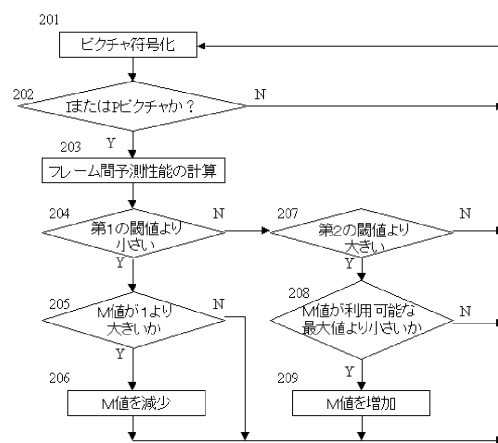 201
ピクチャ符号化
202
IまたはPピクチャか？
N
Y
203
フレーム間予測性能の計算
204
第1の閾値より
小さい
N
Y
207
第2の閾値より
大きい
N
Y
205
M値が1より
大きいか
N
Y
208
M値が利用可能な
最大値より小さいか
N
Y
206
M値を減少
209
M値を増加